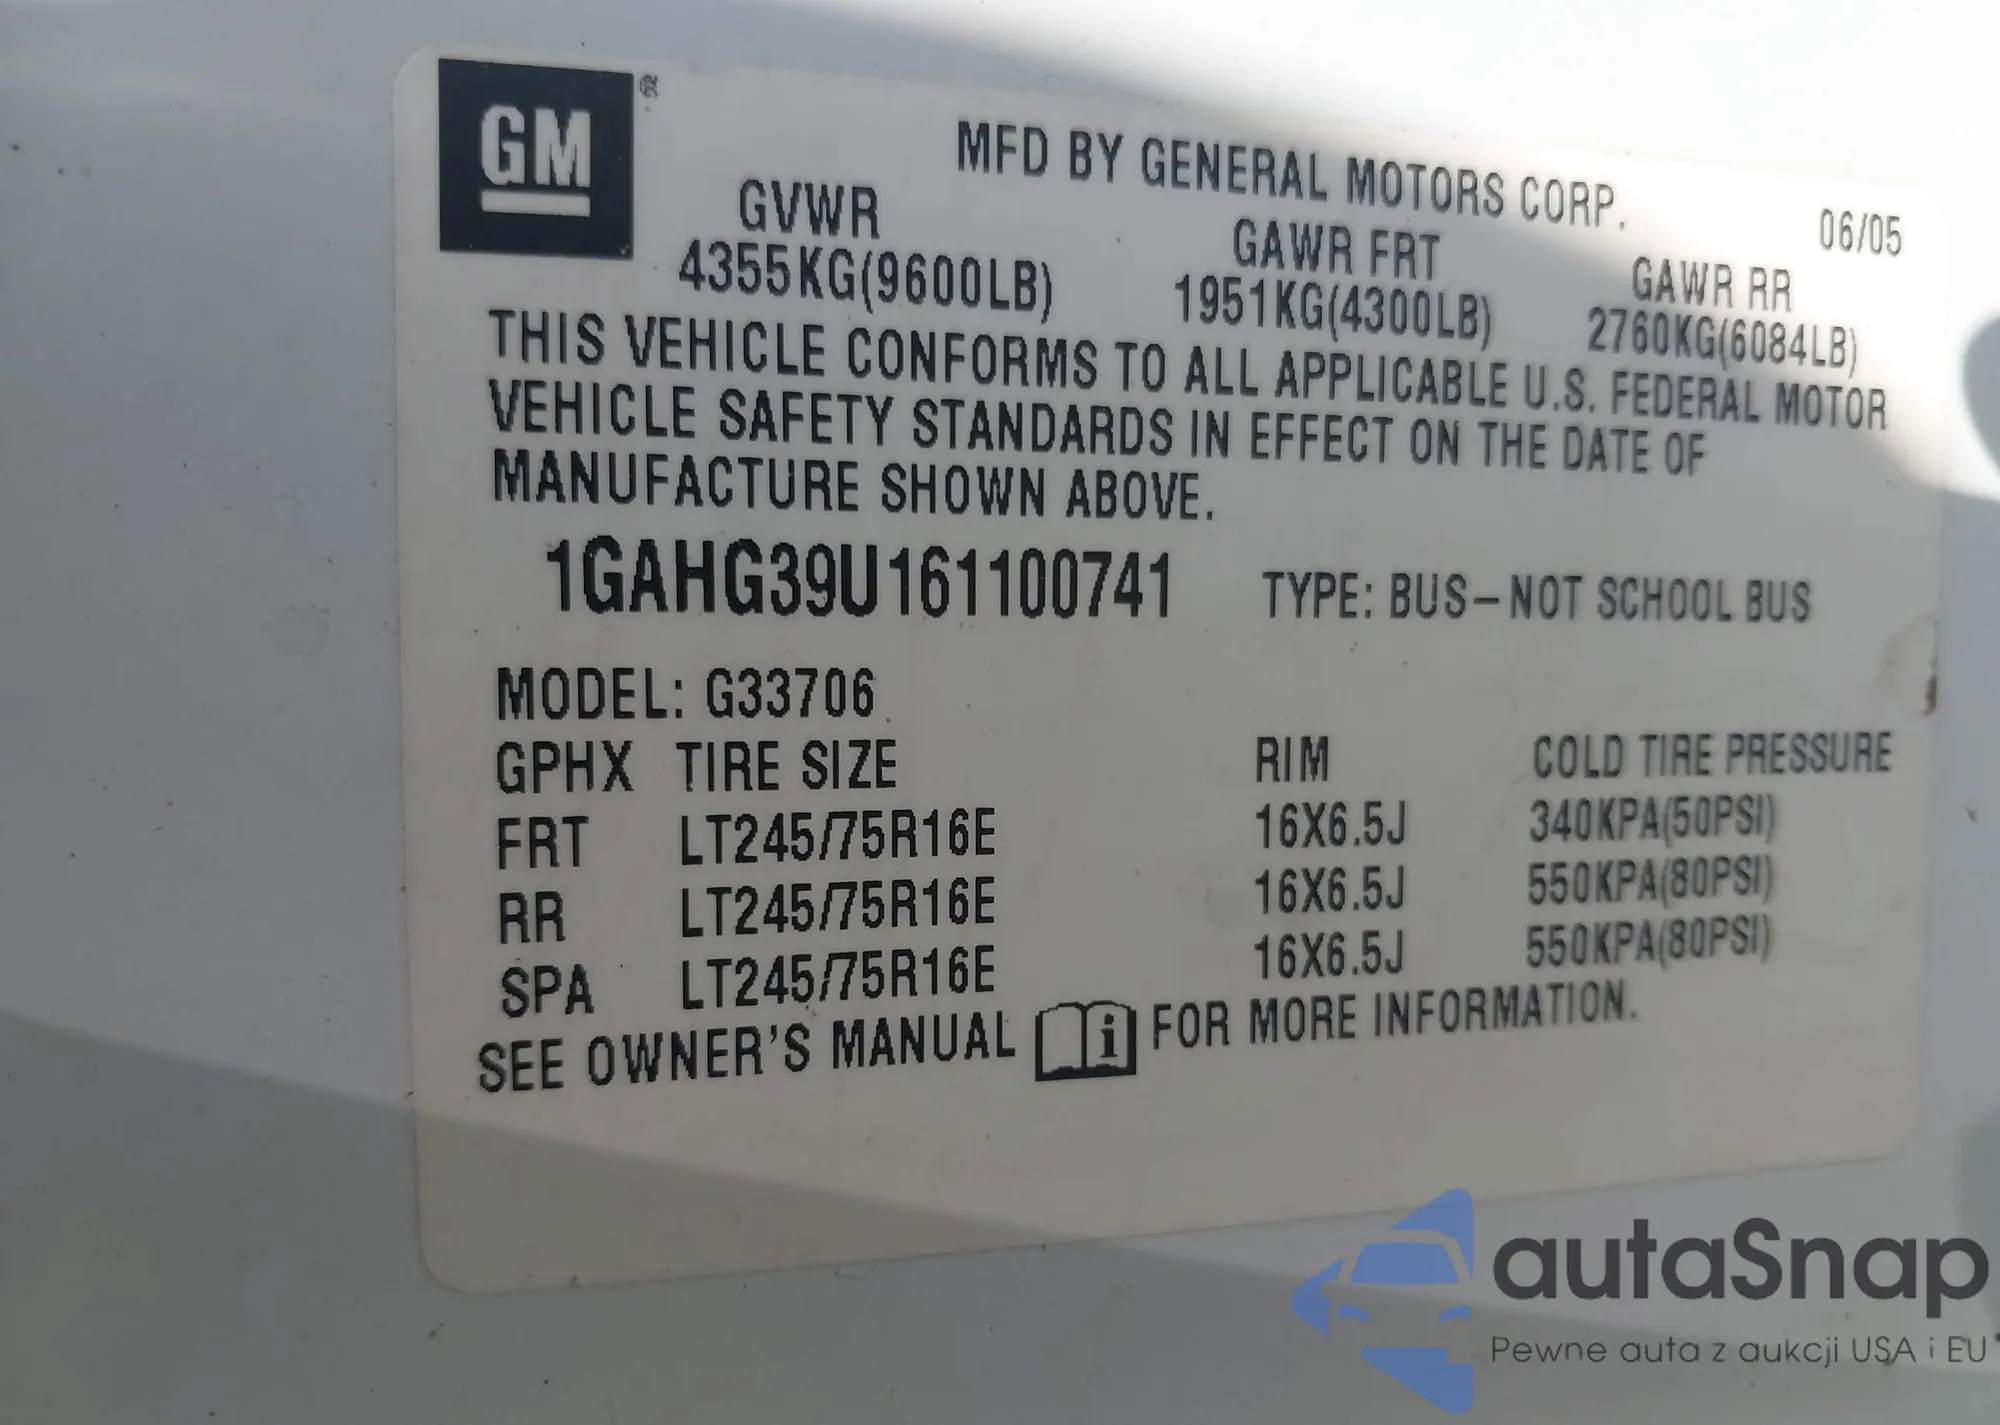 GM
MFD BY GENERAL MOTORS CORP. 06/05
GVWR GAWR FRT GAWR RR
4355KG(9600LB) 1951KG(4300LB) 2760KG(6084LB)
THIS VEHICLE CONFORMS TO ALL APPLICABLE U.S. FEDERAL MOTOR
VEHICLE SAFETY STANDARDS IN EFFECT ON THE DATE OF
MANUFACTURE SHOWN ABOVE.
1GAHG39U161100741 TYPE: BUS-NOT SCHOOL BUS
MODEL: G33706
GPHX TIRE SIZE RIM COLD TIRE PRESSURE
FRT LT245/75R16E 16X6.5J 340KPA(50PSI)
RR LT245/75R16E 16X6.5J 550KPA(80PSI)
SPA LT245/75R16E 16X6.5J 550KPA(80PSI)
SEE OWNER'S MANUAL i FOR MORE INFORMATION.
autaSnap
Pewne auta z aukcji USA i EU